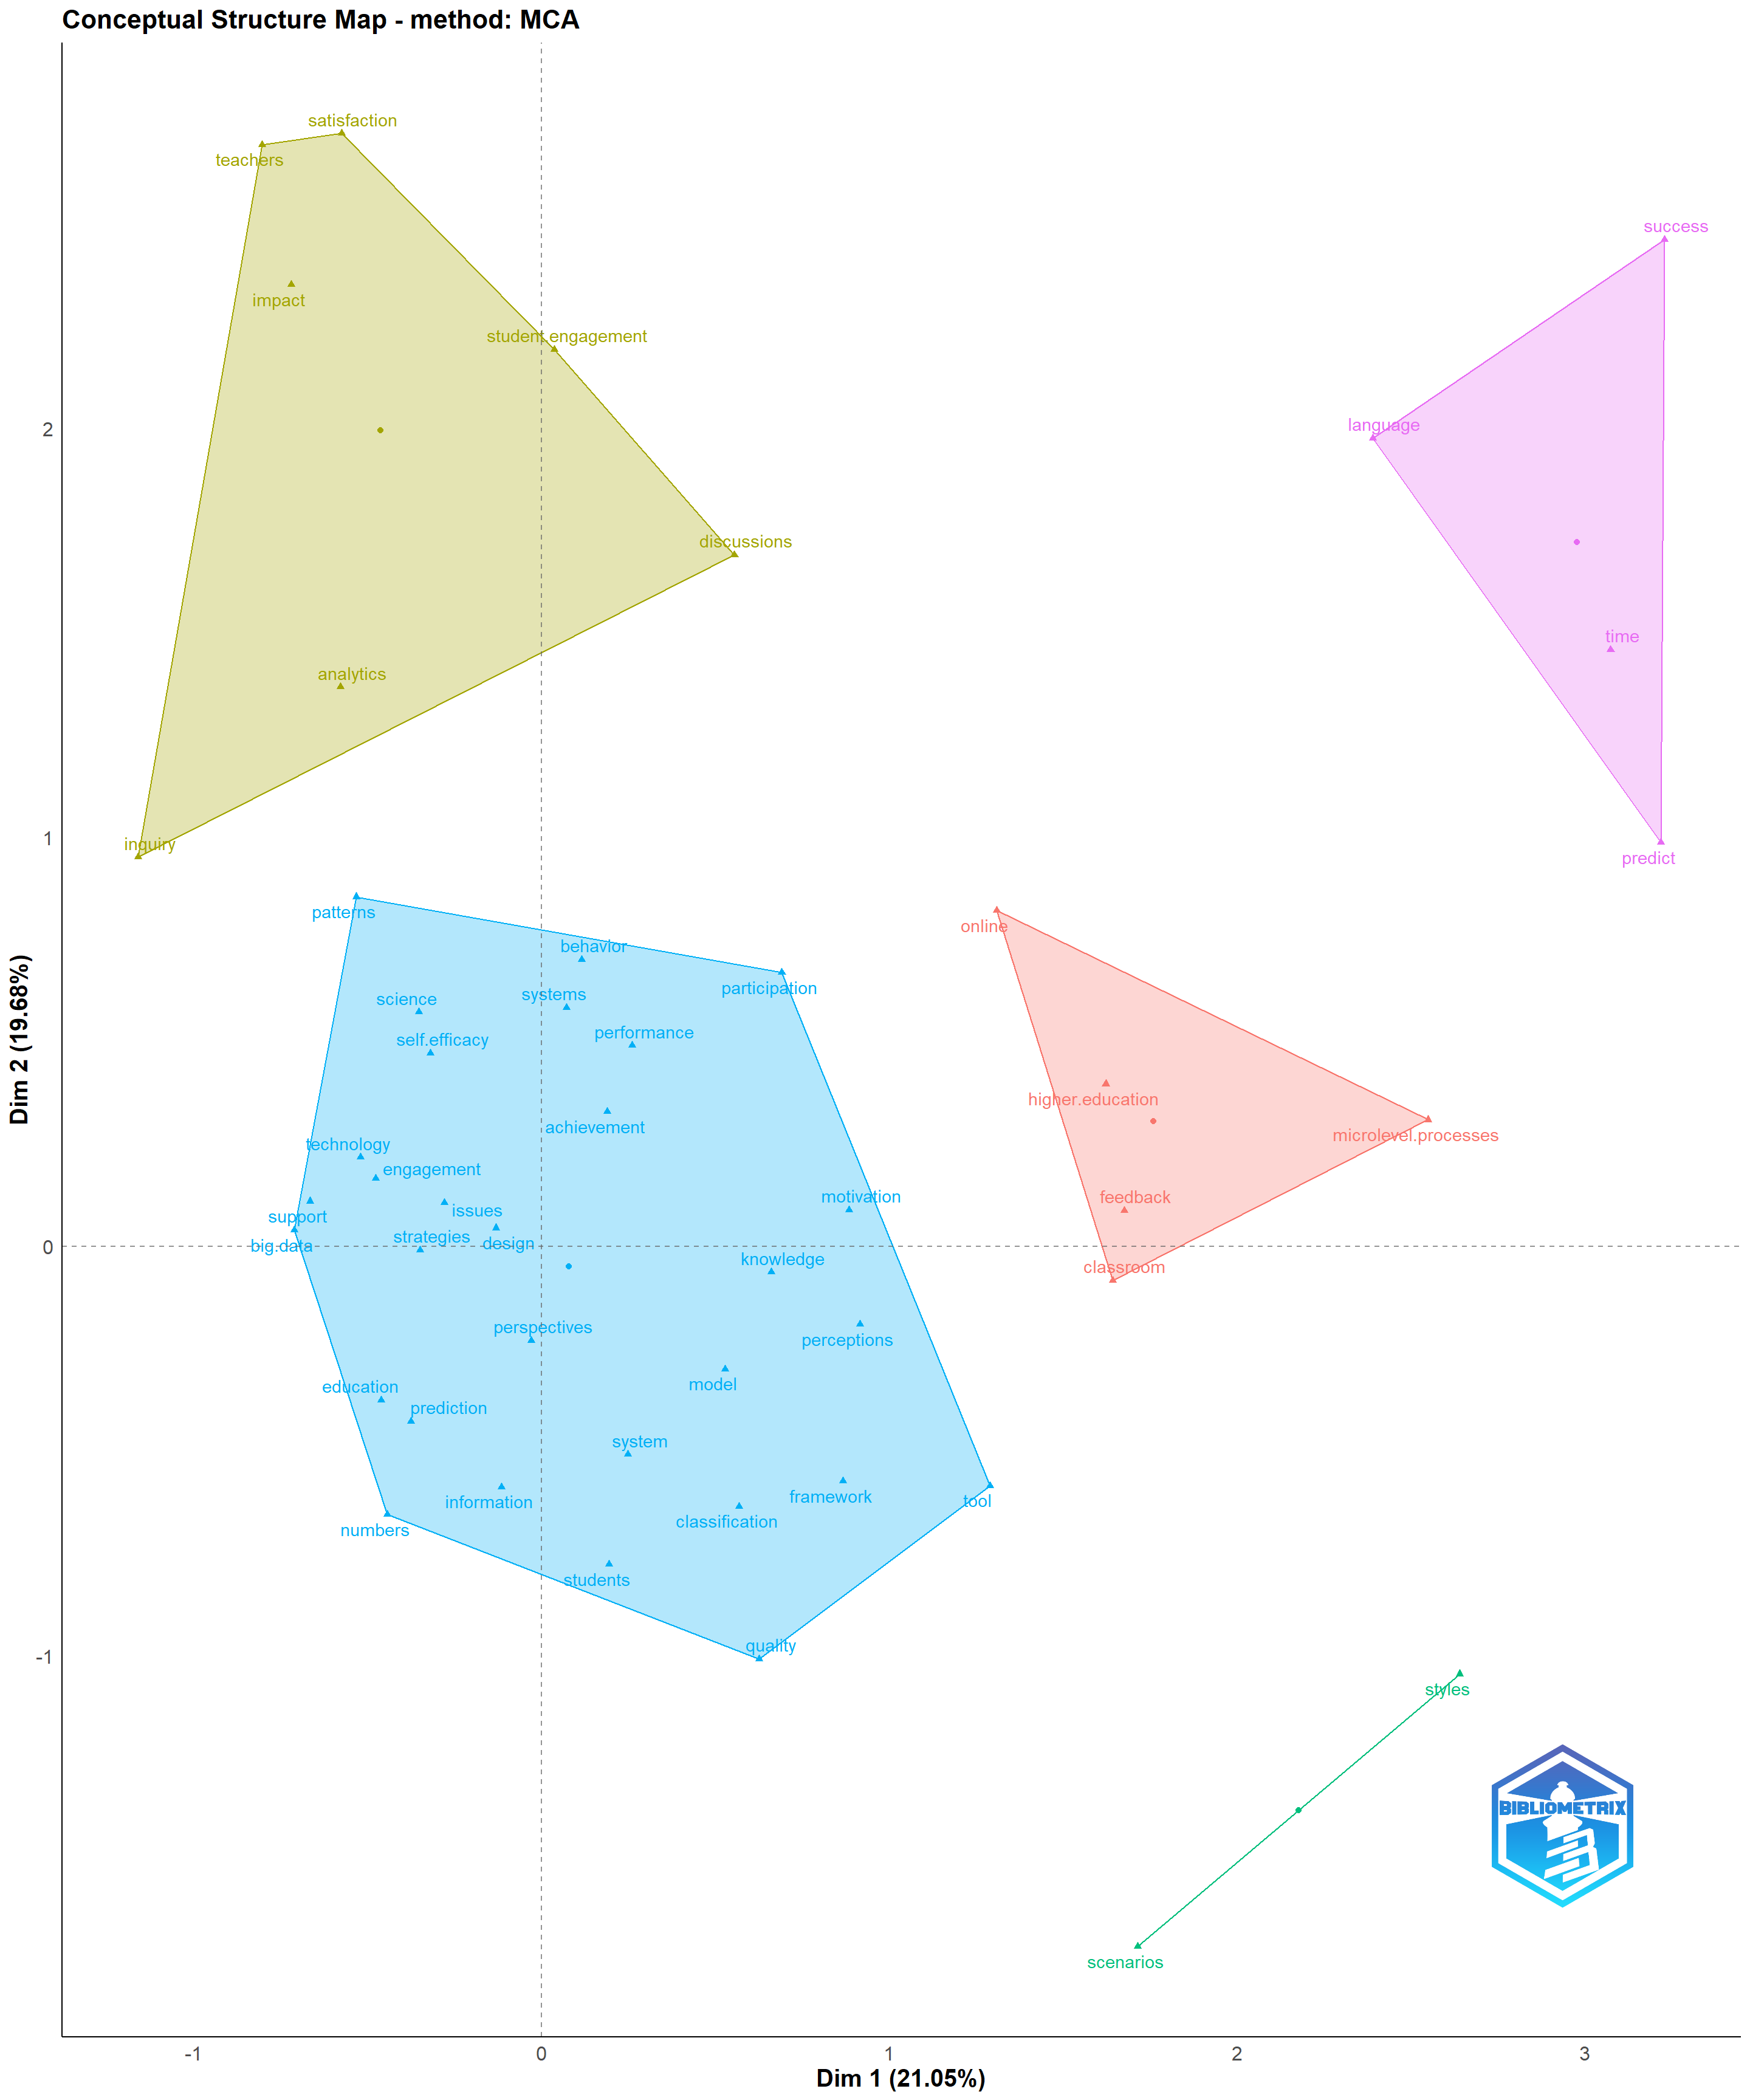 Conceptual Structure Map - method: MCA
satisfaction
teachers
success
impact
student.engagement
language
2
discussions
time
analytics
inquiry
1
predict
patterns
online
behavior
participation
science
systems
performance
self.efficacy
higher.education
achievement
microlevel.processes
technology
engagement
motivation
feedback
support
issues
strategies
design
big.data
0
knowledge
classroom
perspectives
perceptions
model
education
prediction
system
framework
tool
information
classification
numbers
students
quality
-1
styles
BIBLIOMETRIX
scenarios
-1
0
1
2
3
Dim 1 (21.05%)
Dim 2 (19.68%)